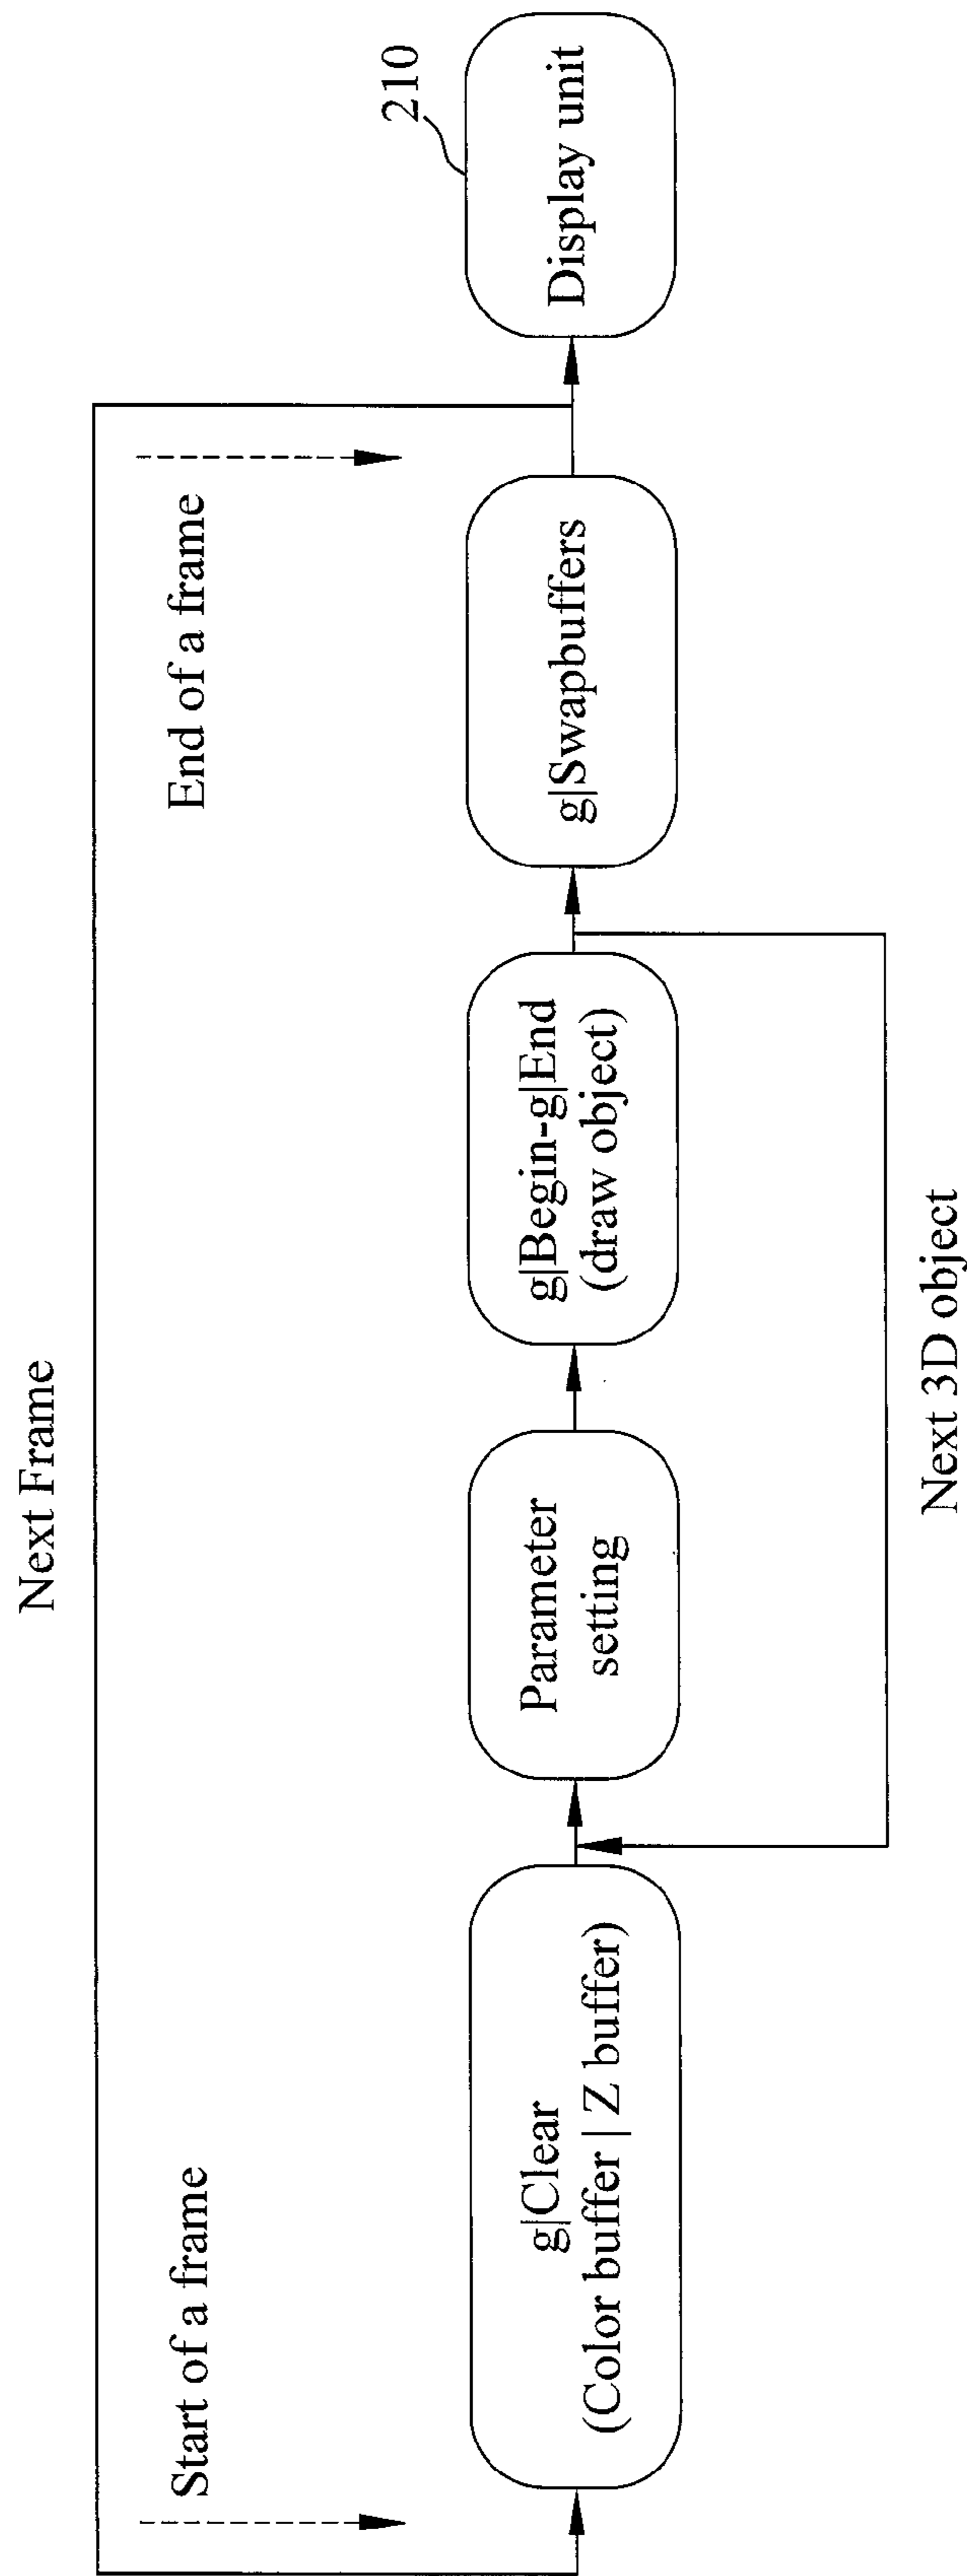 Next Frame
Start of a frame
End of a frame
g|Clear
(Color buffer | Z buffer)
Parameter
setting
g|Begin-g|End
(draw object)
g|Swapbuffers
Display unit
210
Next 3D object